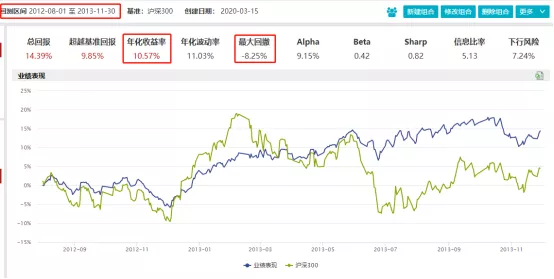 回测区间 2012-08-01 至 2013-11-30 基准：沪深300 创建日期：2020-03-15 新建组合 修改组合 删除组合 更多
总回报 超越基准回报 年化收益率 年化波动率 最大回撤 Alpha Beta Sharp 信息比率 下行风险
14.39% 9.85% 10.57% 11.03% -8.25% 9.15% 0.42 0.82 5.13 7.24%
业绩表现
25%
20%
15%
10%
5%
0%
-5%
-10%
-15%
2012-09 2012-11 2013-01 2013-03 2013-05 2013-07 2013-09 2013-11
业绩表现 沪深300